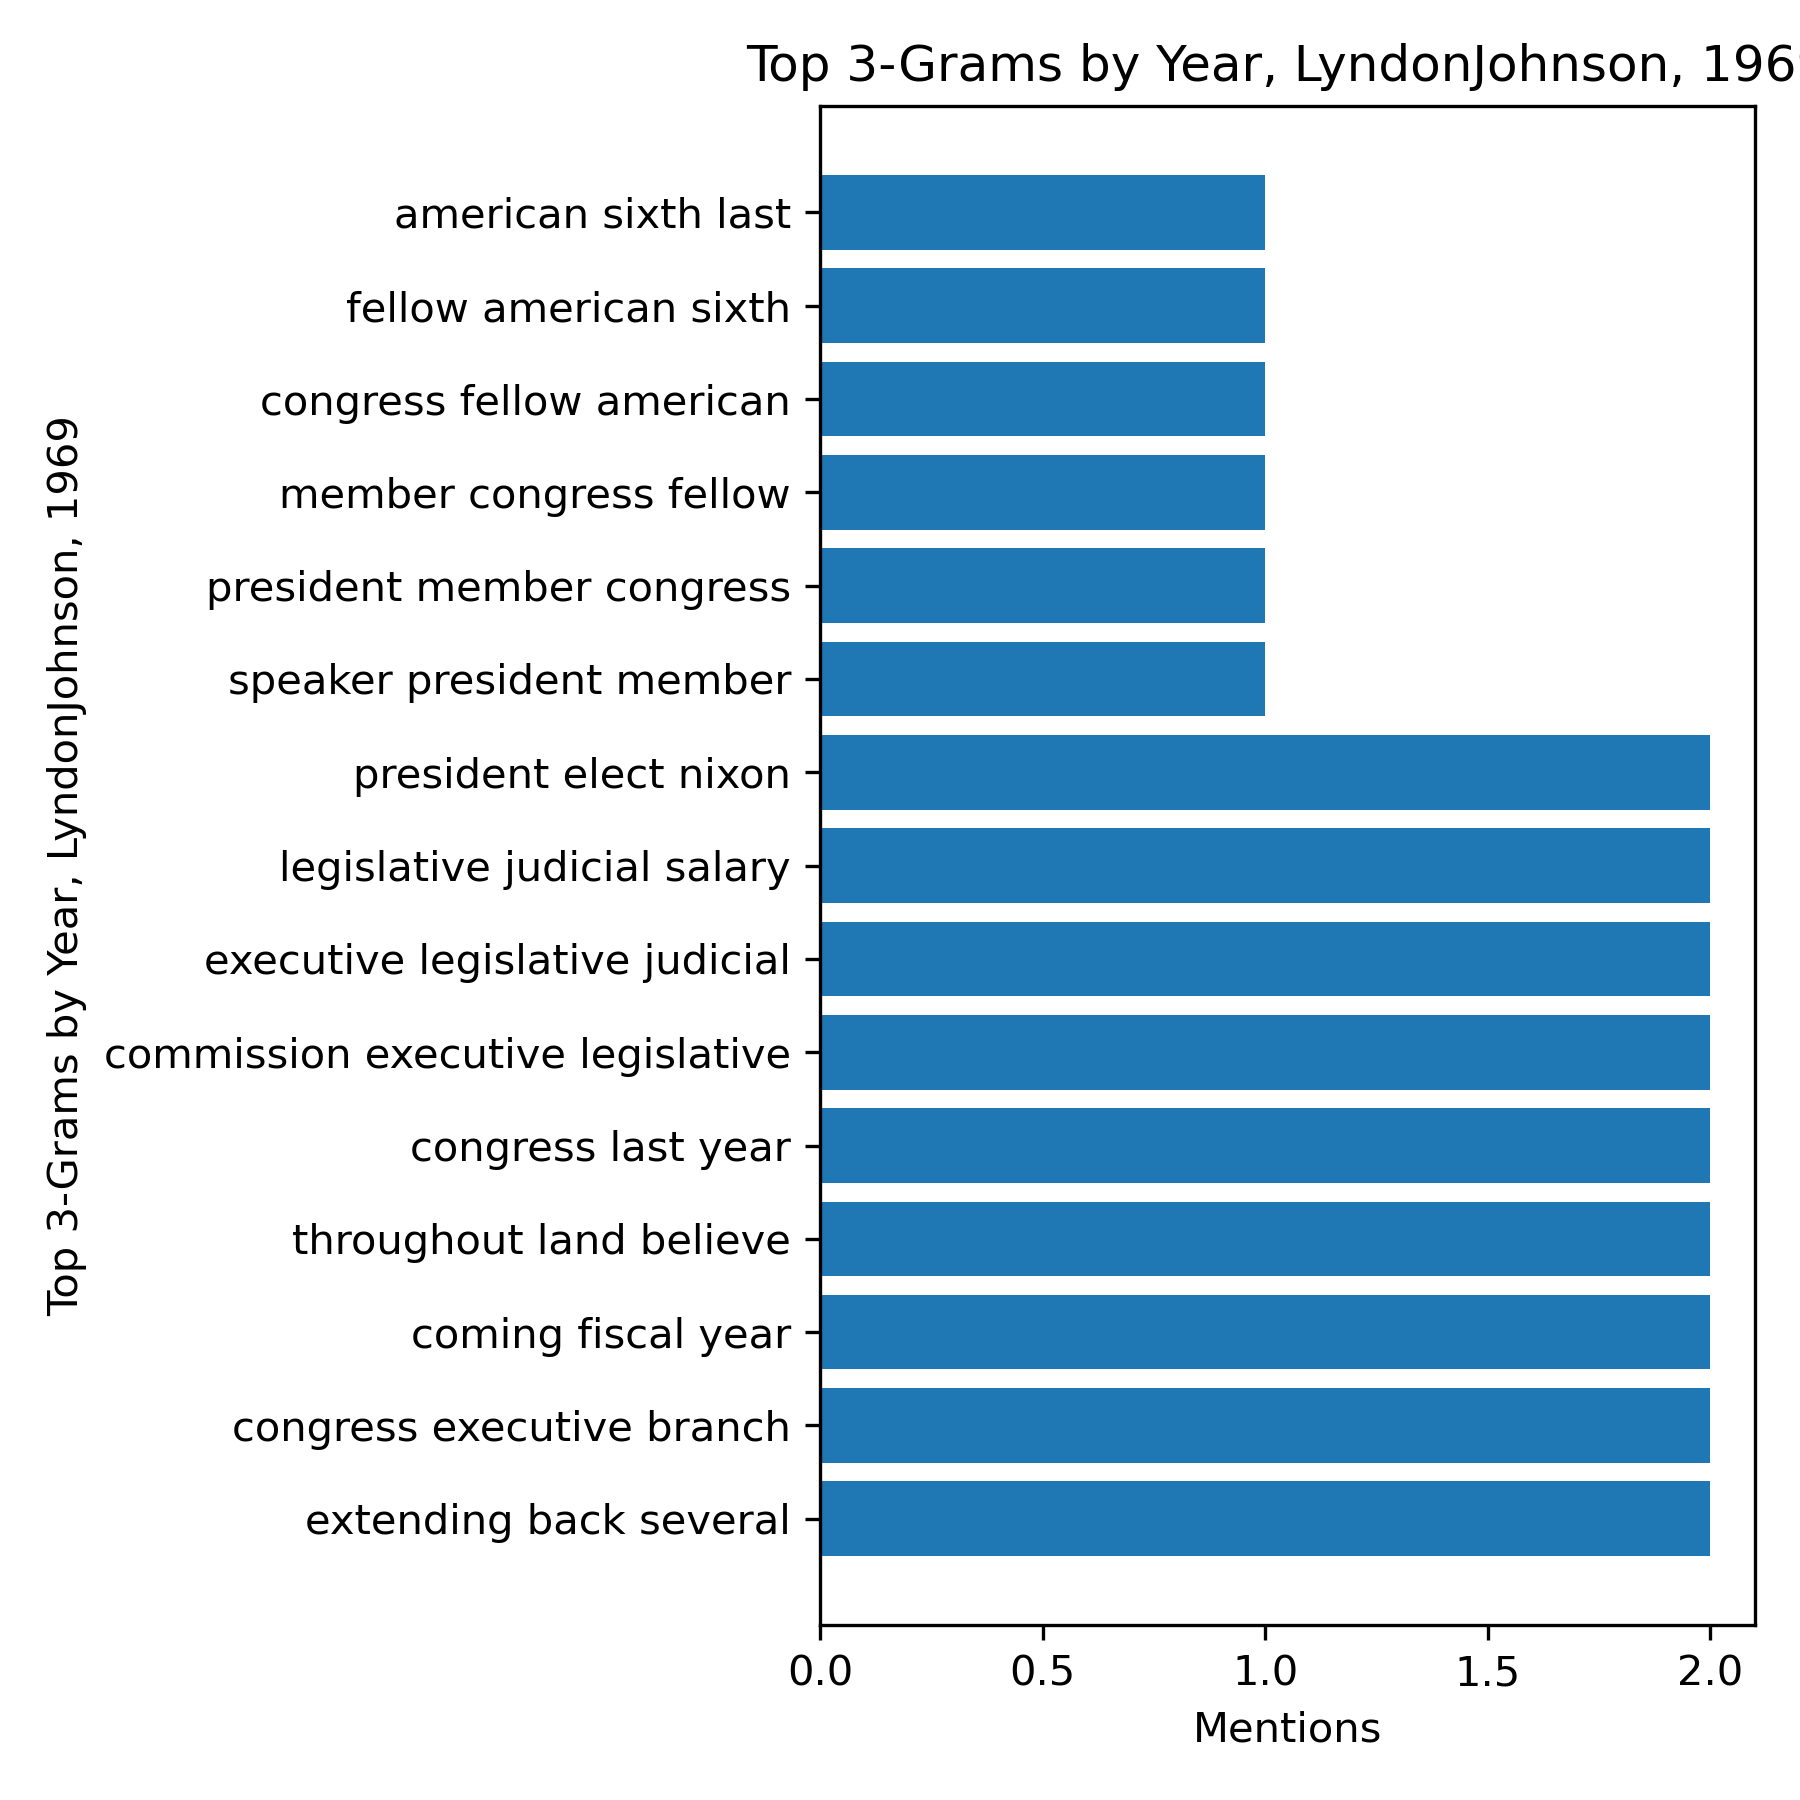 Top 3-Grams by Year, LyndonJohnson, 196
Top 3-Grams by Year, LyndonJohnson, 1969
american sixth last
fellow american sixth
congress fellow american
member congress fellow
president member congress
speaker president member
president elect nixon
legislative judicial salary
executive legislative judicial
commission executive legislative
congress last year
throughout land believe
coming fiscal year
congress executive branch
extending back several
0.0 0.5 1.0 1.5 2.0
Mentions